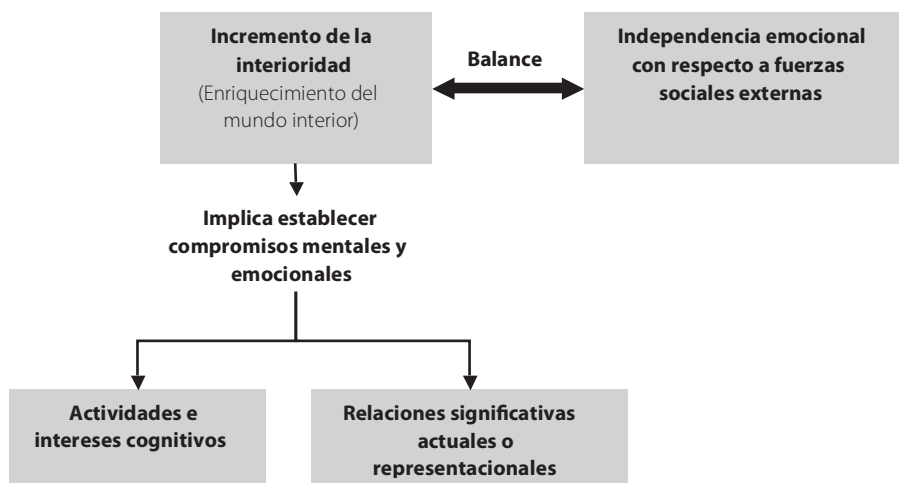 Incremento de la
interioridad
(Enriquecimiento del
mundo interior)
Balance
Independencia emocional
con respecto a fuerzas
sociales externas
Implica establecer
compromisos mentales y
emocionales
Actividades e
intereses cognitivos
Relaciones significativas
actuales o
representacionales